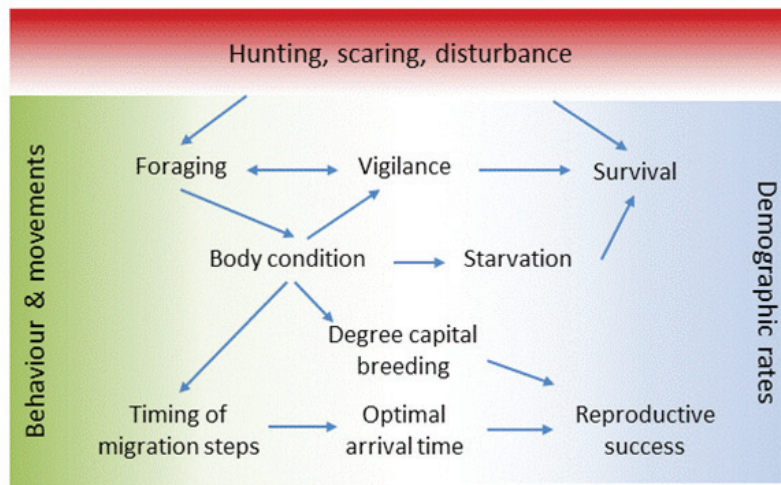 Hunting, scaring, disturbance
Behaviour & movements
Foraging
Vigilance
Survival
Body condition
Starvation
Degree capital
breeding
Timing of
migration steps
Optimal
arrival time
Reproductive
success
Demographic rates